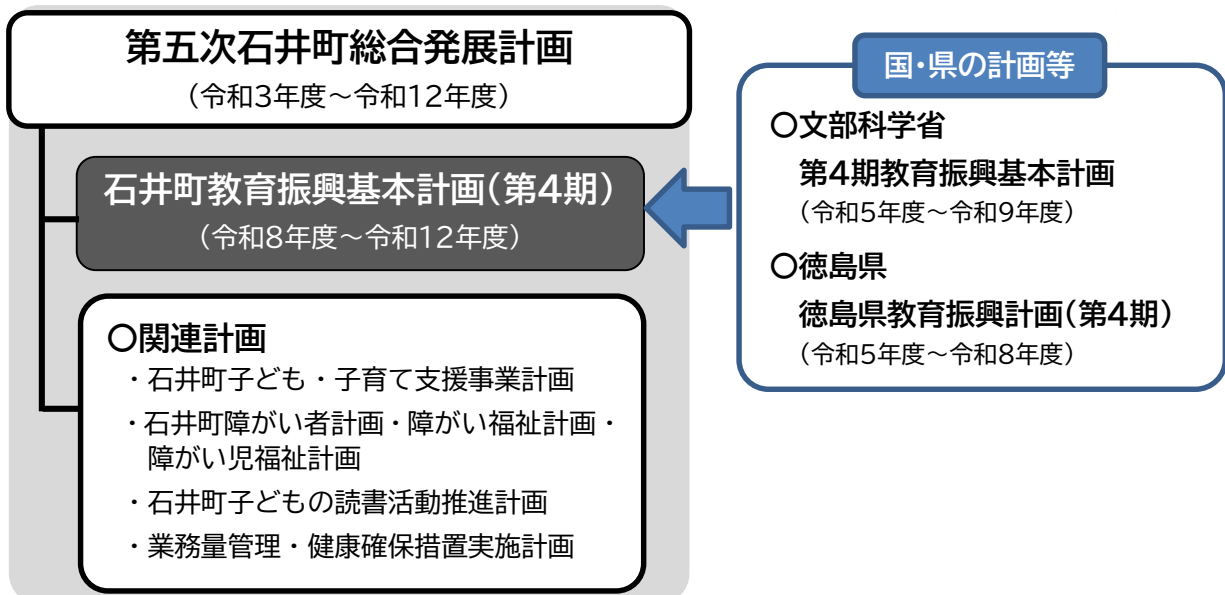 第五次石井町総合発展計画
（令和3年度～令和12年度）
石井町教育振興基本計画（第4期）
（令和8年度～令和12年度）
〇関連計画
・石井町子ども・子育て支援事業計画
・石井町障がい者計画・障がい福祉計画・
障がい児福祉計画
・石井町子どもの読書活動推進計画
・業務量管理・健康確保措置実施計画
国・県の計画等
〇文部科学省
第4期教育振興基本計画
（令和5年度～令和9年度）
〇徳島県
徳島県教育振興計画（第4期）
（令和5年度～令和8年度）